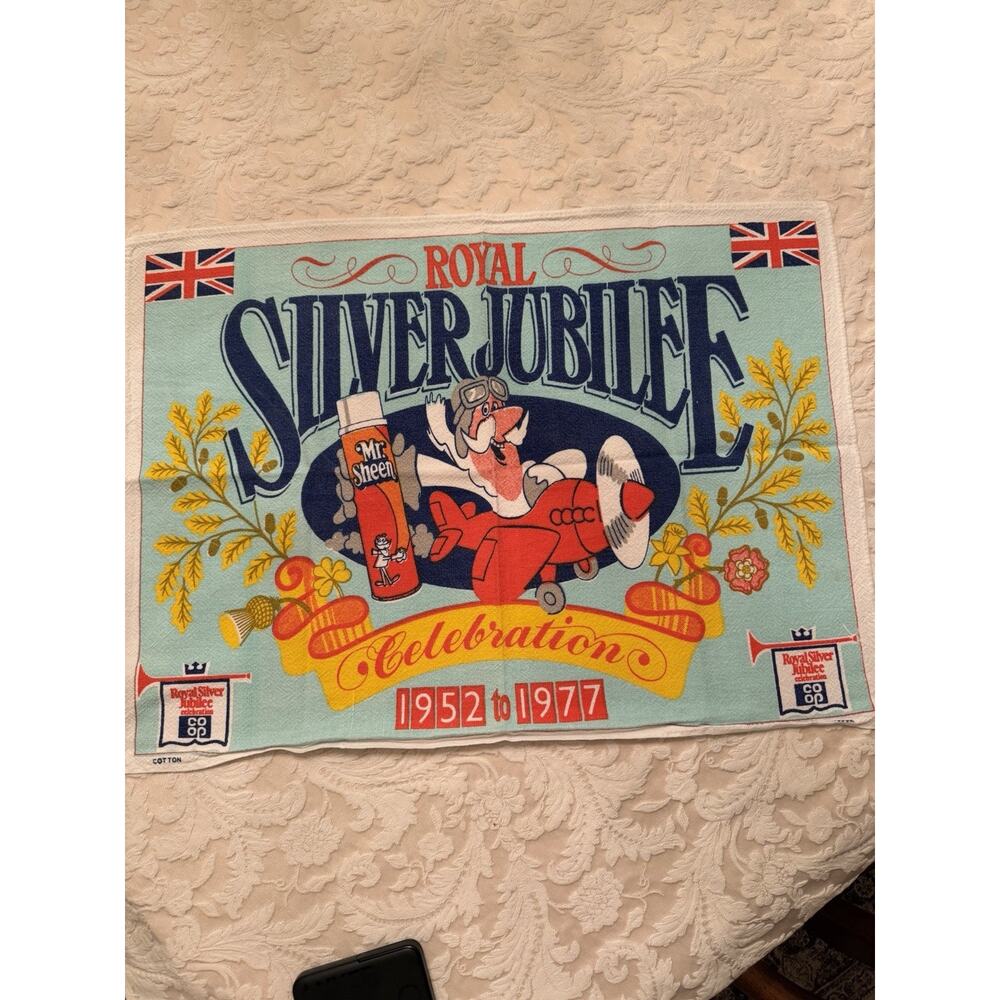 ROYAL
SILVER JUBILEE
Mr.
Sheen
Celebration
1952 to 1977
Royal Silver
Jubilee
celebration
CO
OP
Royal Silver
Jubilee
celebration
CO
OP
COTTON